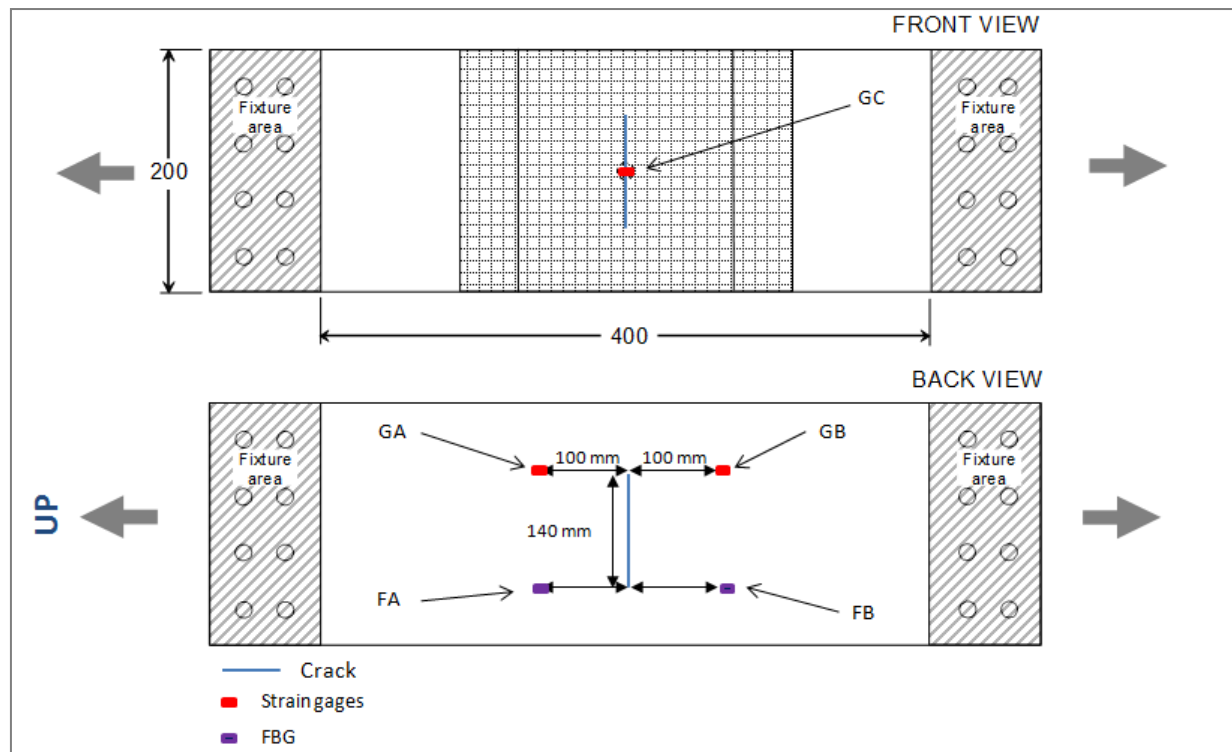 FRONT VIEW
Fixture
area
GC
Fixture
area
200
400
BACK VIEW
GA
GB
Fixture
area
100 mm
100 mm
Fixture
area
UP
140 mm
FA
FB
Crack
Strain gages
FBG